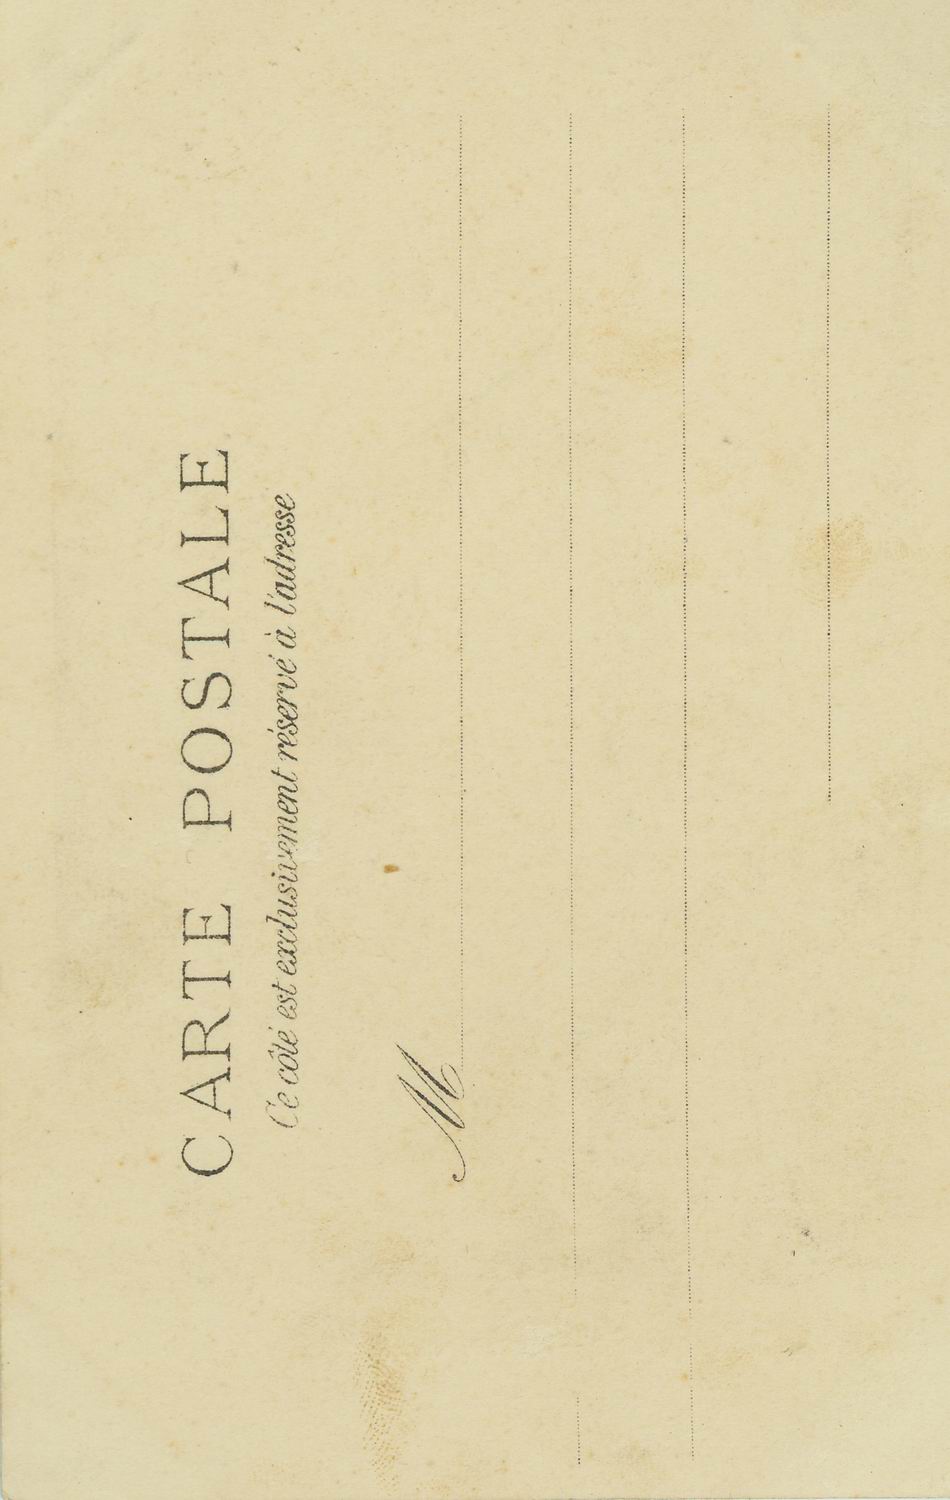 CARTE POSTALE
Ce côté est exclusivement réservé à l'adresse
M